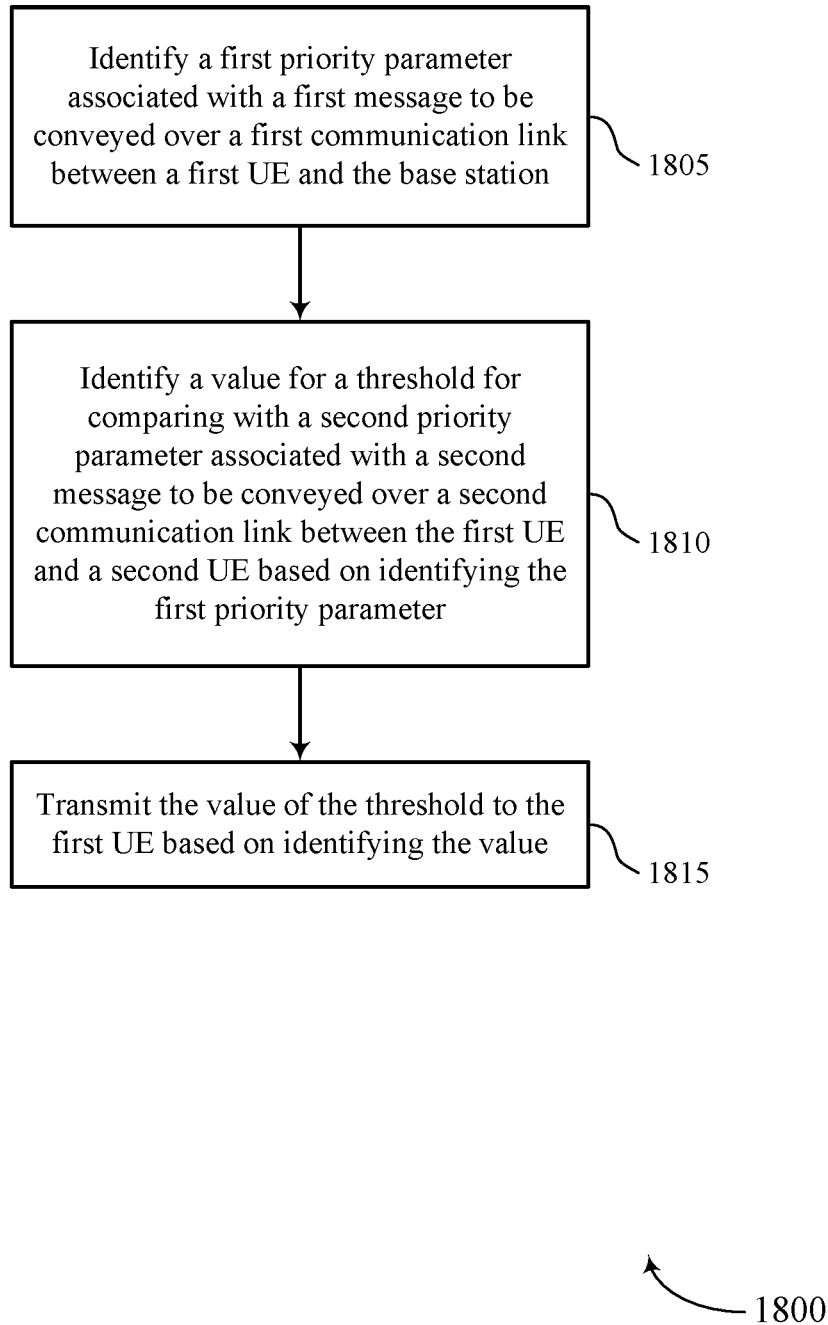 Identify a first priority parameter
associated with a first message to be
conveyed over a first communication link
between a first UE and the base station
1805
Identify a value for a threshold for
comparing with a second priority
parameter associated with a second
message to be conveyed over a second
communication link between the first UE
and a second UE based on identifying the
first priority parameter
1810
Transmit the value of the threshold to the
first UE based on identifying the value
1815
1800